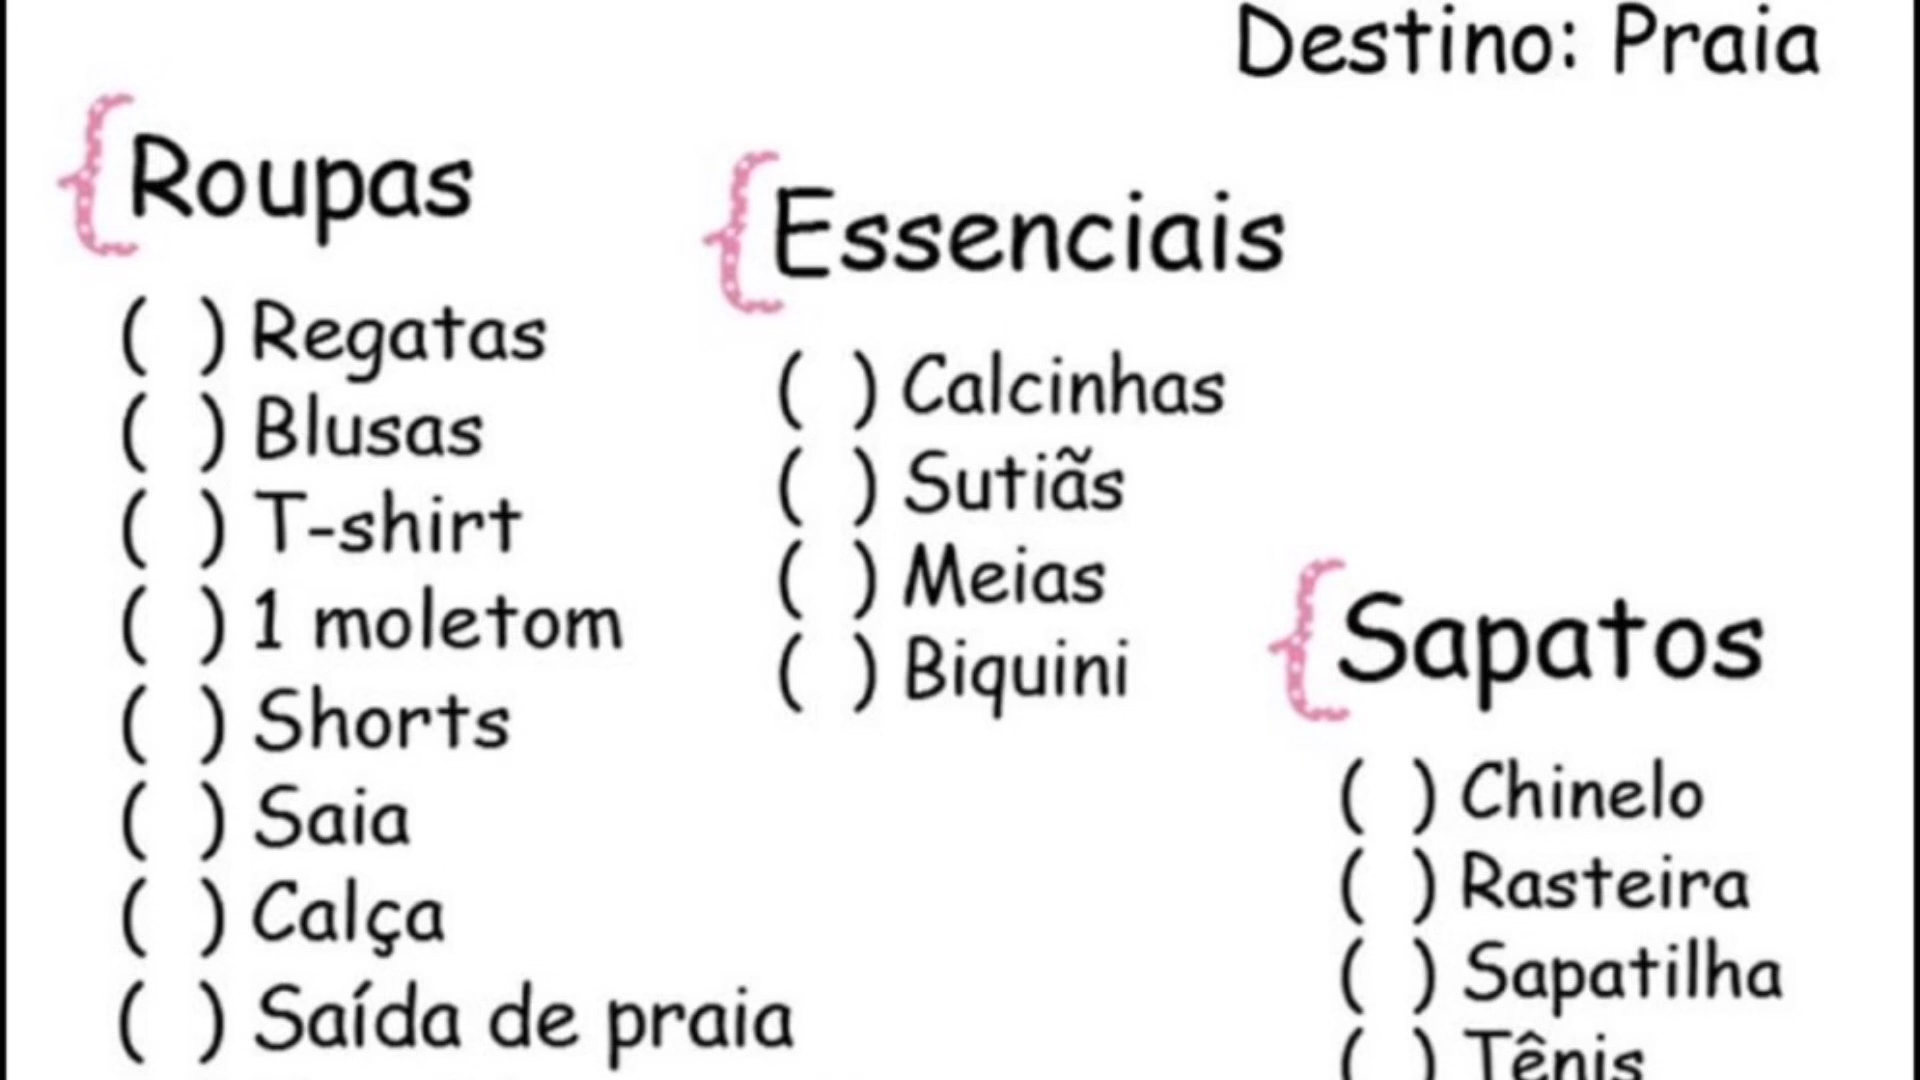 Destino: Praia
Roupas
( ) Regatas
( ) Blusas
( ) T-shirt
( ) 1 moletom
( ) Shorts
( ) Saia
( ) Calça
( ) Saída de praia
Essenciais
( ) Calcinhas
( ) Sutiãs
( ) Meias
( ) Biquini
Sapatos
( ) Chinelo
( ) Rasteira
( ) Sapatilha
( ) Tênis